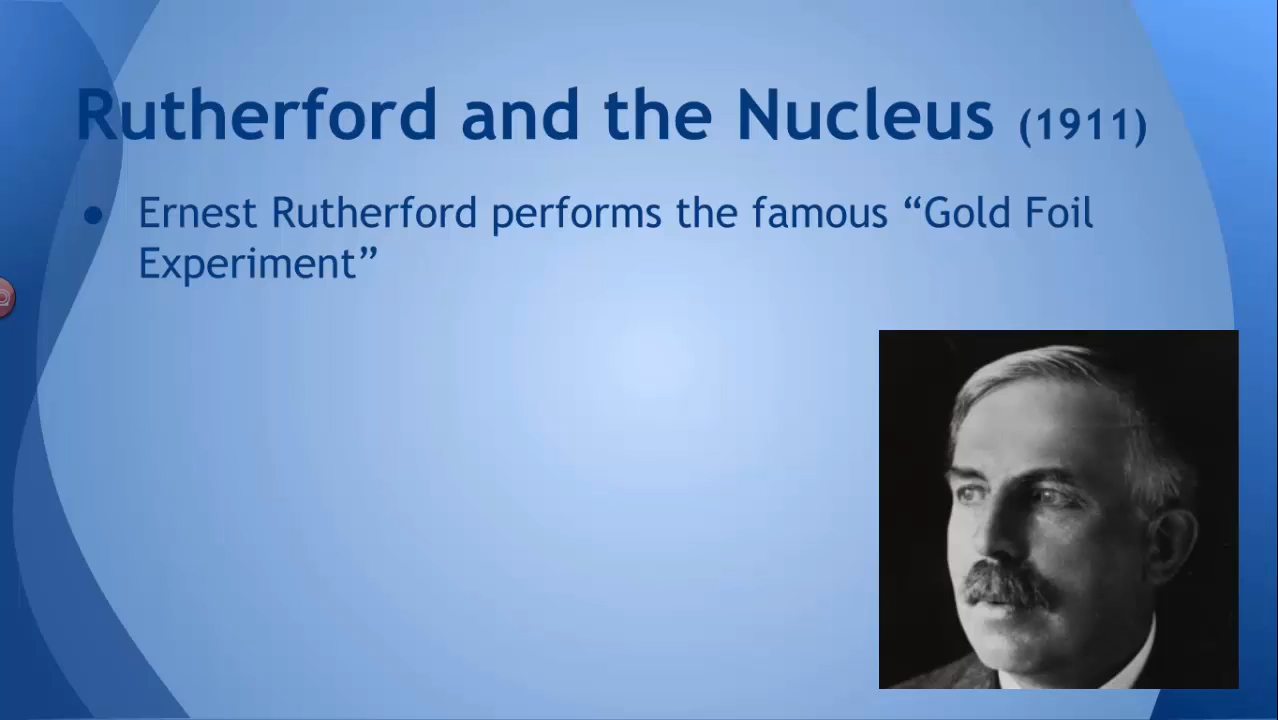 Rutherford and the Nucleus (1911)
● Ernest Rutherford performs the famous “Gold Foil
Experiment”